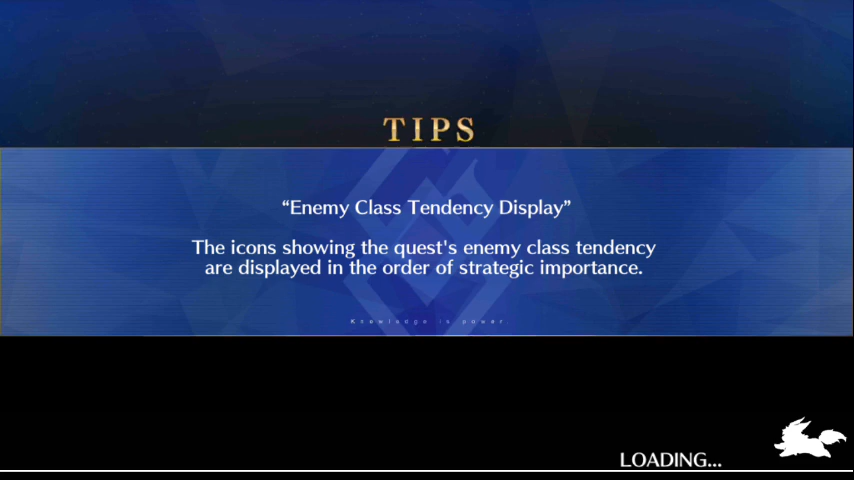 TIPS
“Enemy Class Tendency Display”
The icons showing the quest's enemy class tendency
are displayed in the order of strategic importance.
Knowledge is power
LOADING...